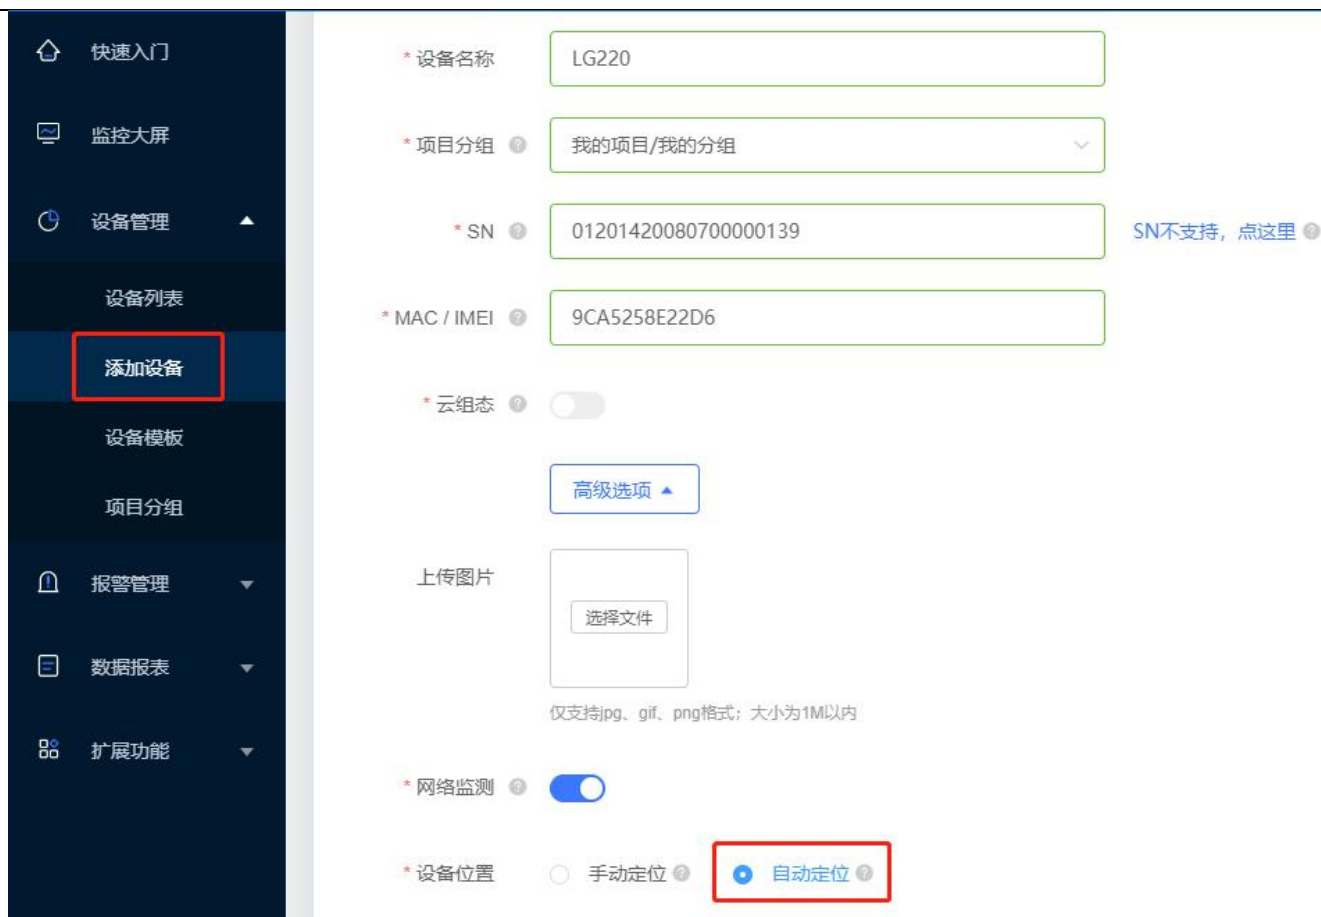 快速入门
监控大屏
设备管理
设备列表
添加设备
设备模板
项目分组
报警管理
数据报表
扩展功能
* 设备名称 LG220
* 项目分组 我的项目/我的分组
* SN 01201420080700000139 SN不支持，点这里
* MAC / IMEI 9CA5258E22D6
* 云组态
高级选项
上传图片
选择文件
仅支持jpg、gif、png格式；大小为1M以内
* 网络监测
* 设备位置 手动定位 自动定位